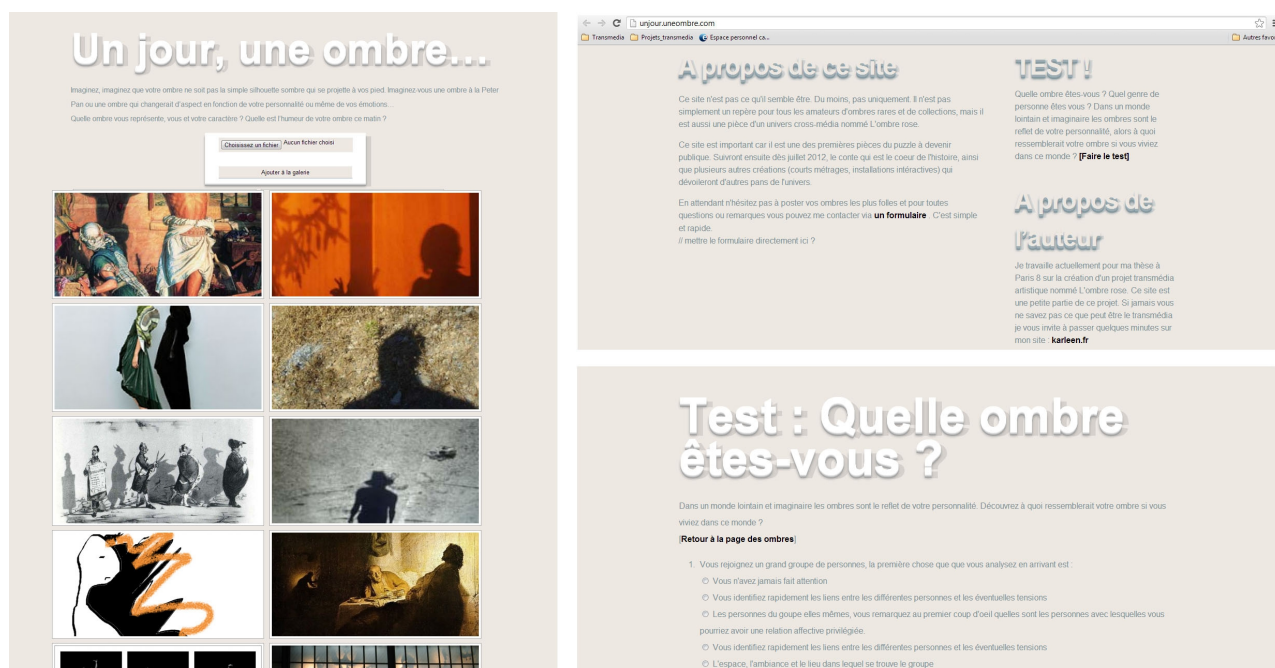 Un jour, une ombre...
Imaginez, imaginez que votre ombre ne soit pas la simple silhouette sombre qui se projette à vos pied. Imaginez-vous une ombre à la Peter
Pan ou une ombre qui changerait d'aspect en fonction de votre personnalité ou même de vos émotions...
Quelle ombre vous représente, vous et votre caractère ? Quelle est l'humeur de votre ombre ce matin ?
Choisissez un fichier Aucun fichier choisi
Ajouter à la galerie
unjour.uneombre.com
Transmedia Projets_transmedia Espace personnel ca... Autres favo
A propos de ce site
Ce site n'est pas ce qu'il semble être. Du moins, pas uniquement. Il n'est pas
simplement un repère pour tous les amateurs d'ombres rares et de collections, mais il
est aussi une pièce d'un univers cross-média nommé L'ombre rose.
Ce site est important car il est une des premières pièces du puzzle à devenir
publique. Suivront ensuite dès juillet 2012, le conte qui est le coeur de l'histoire, ainsi
que plusieurs autres créations (courts métrages, installations intéractives) qui
dévoileront d'autres pans de l'univers.
En attendant n'hésitez pas à poster vos ombres les plus folles et pour toutes
questions ou remarques vous pouvez me contacter via un formulaire . C'est simple
et rapide.
// mettre le formulaire directement ici ?
TEST !
Quelle ombre êtes-vous ? Quel genre de
personne êtes vous ? Dans un monde
lointain et imaginaire les ombres sont le
reflet de votre personnalité, alors à quoi
ressemblerait votre ombre si vous viviez
dans ce monde ? [Faire le test]
A propos de
l'auteur
Je travaille actuellement pour ma thèse à
Paris 8 sur la création d'un projet transmédia
artistique nommé L'ombre rose. Ce site est
une petite partie de ce projet. Si jamais vous
ne savez pas ce que peut être le transmédia
je vous invite à passer quelques minutes sur
mon site : karleen.fr
Test : Quelle ombre
êtes-vous ?
Dans un monde lointain et imaginaire les ombres sont le reflet de votre personnalité. Découvrez à quoi ressemblerait votre ombre si vous
viviez dans ce monde ?
[Retour à la page des ombres]
1. Vous rejoignez un grand groupe de personnes, la première chose que que vous analysez en arrivant est :
Vous n'avez jamais fait attention
Vous identifiez rapidement les liens entre les différentes personnes et les éventuelles tensions
Les personnes du goupe elles mêmes, vous remarquez au premier coup d'oeil quelles sont les personnes avec lesquelles vous
pourriez avoir une relation affective privilégiée.
Vous identifiez rapidement les liens entre les différentes personnes et les éventuelles tensions
L'espace, l'ambiance et le lieu dans lequel se trouve le groupe